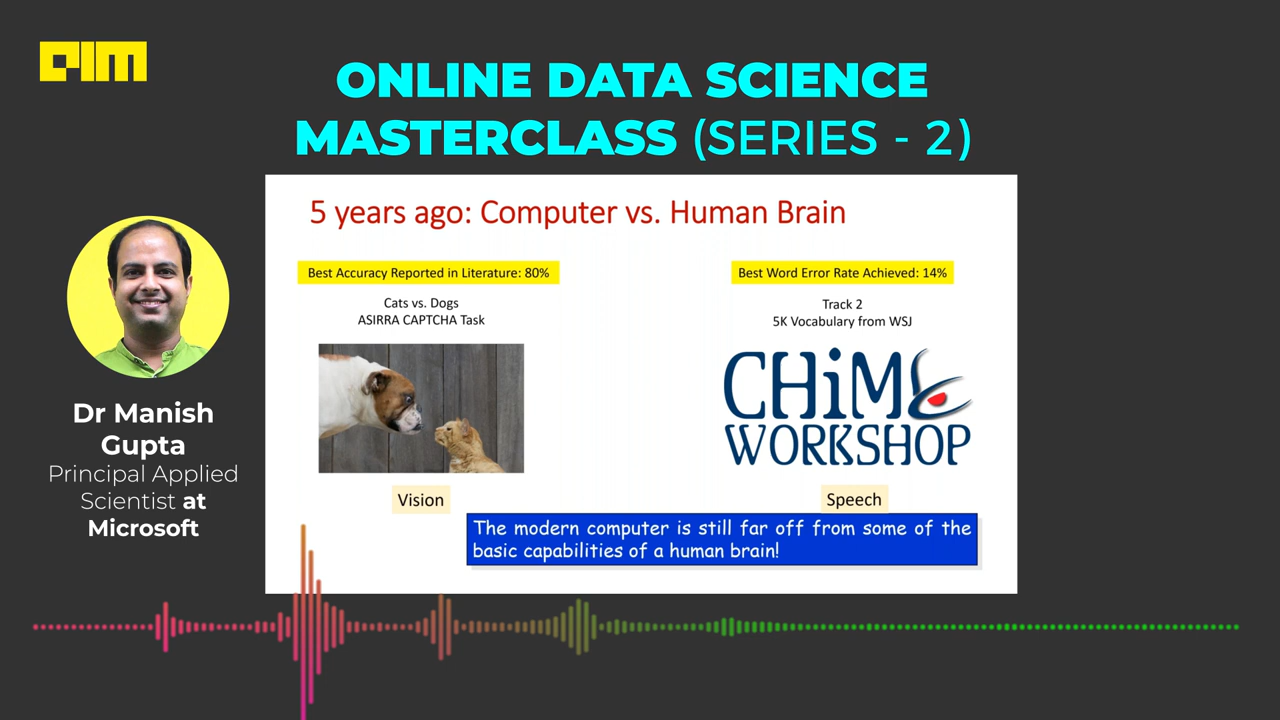 AIM
ONLINE DATA SCIENCE
MASTERCLASS (SERIES - 2)
5 years ago: Computer vs. Human Brain
Best Accuracy Reported in Literature: 80%
Cats vs. Dogs
ASIRRA CAPTCHA Task
Vision
Best Word Error Rate Achieved: 14%
Track 2
5K Vocabulary from WSJ
CHiME
WORKSHOP
Speech
The modern computer is still far off from some of the
basic capabilities of a human brain!
Dr Manish
Gupta
Principal Applied
Scientist at
Microsoft